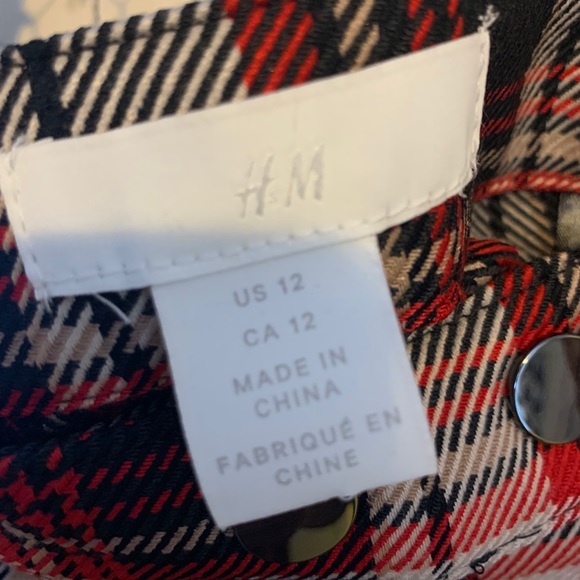 H&M
US 12
CA 12
MADE IN
CHINA
FABRIQUÉ EN
CHINE